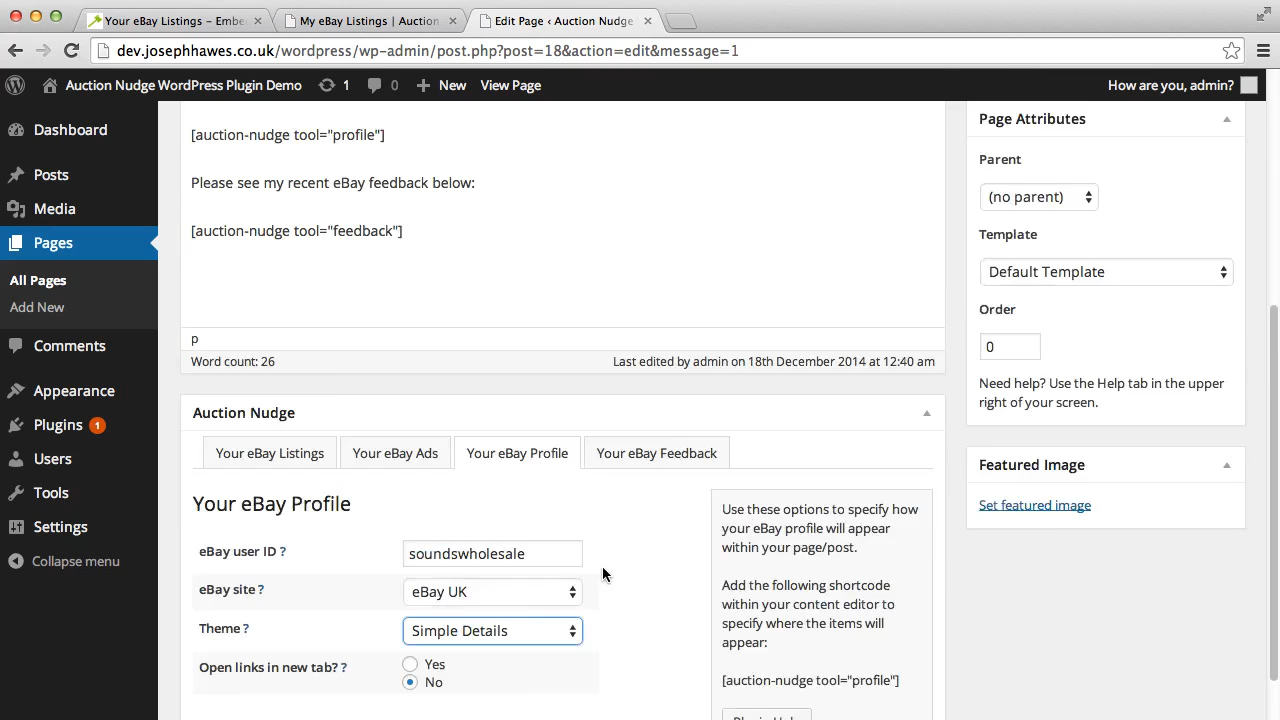 Your eBay Listings – Embe
My eBay Listings | Auction
Edit Page ‹ Auction Nudge
dev.josephhawes.co.uk/wordpress/wp-admin/post.php?post=18&action=edit&message=1
Auction Nudge WordPress Plugin Demo
1
0
New
View Page
How are you, admin?
Dashboard
Posts
Media
Pages
All Pages
Add New
Comments
Appearance
Plugins 1
Users
Tools
Settings
Collapse menu
[auction-nudge tool="profile"]
Please see my recent eBay feedback below:
[auction-nudge tool="feedback"]
p
Word count: 26
Last edited by admin on 18th December 2014 at 12:40 am
Auction Nudge
Your eBay Listings
Your eBay Ads
Your eBay Profile
Your eBay Feedback
Your eBay Profile
eBay user ID ?
soundswholesale
eBay site ?
eBay UK
Theme ?
Simple Details
Open links in new tab? ?
Yes
No
Use these options to specify how
your eBay profile will appear
within your page/post.
Add the following shortcode
within your content editor to
specify where the items will
appear:
[auction-nudge tool="profile"]
Plugin Help
Page Attributes
Parent
(no parent)
Template
Default Template
Order
0
Need help? Use the Help tab in the upper
right of your screen.
Featured Image
Set featured image